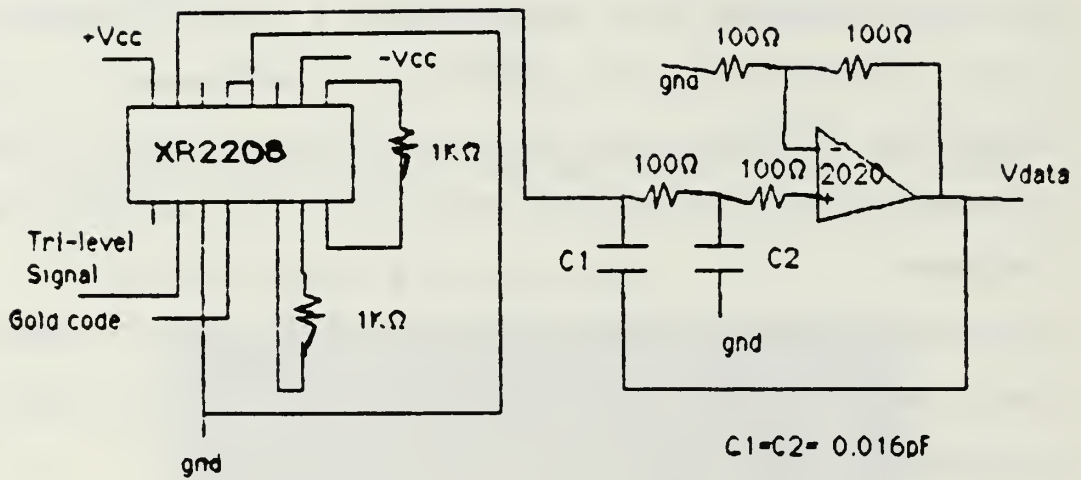 +Vcc
-Vcc
XR2208
1KΩ
Tri-level
Signal
Gold code
1KΩ
gnd
100Ω
100Ω
gnd
100Ω
100Ω
2020
-
+
Vdata
C1
C2
gnd
C1=C2= 0.016pF